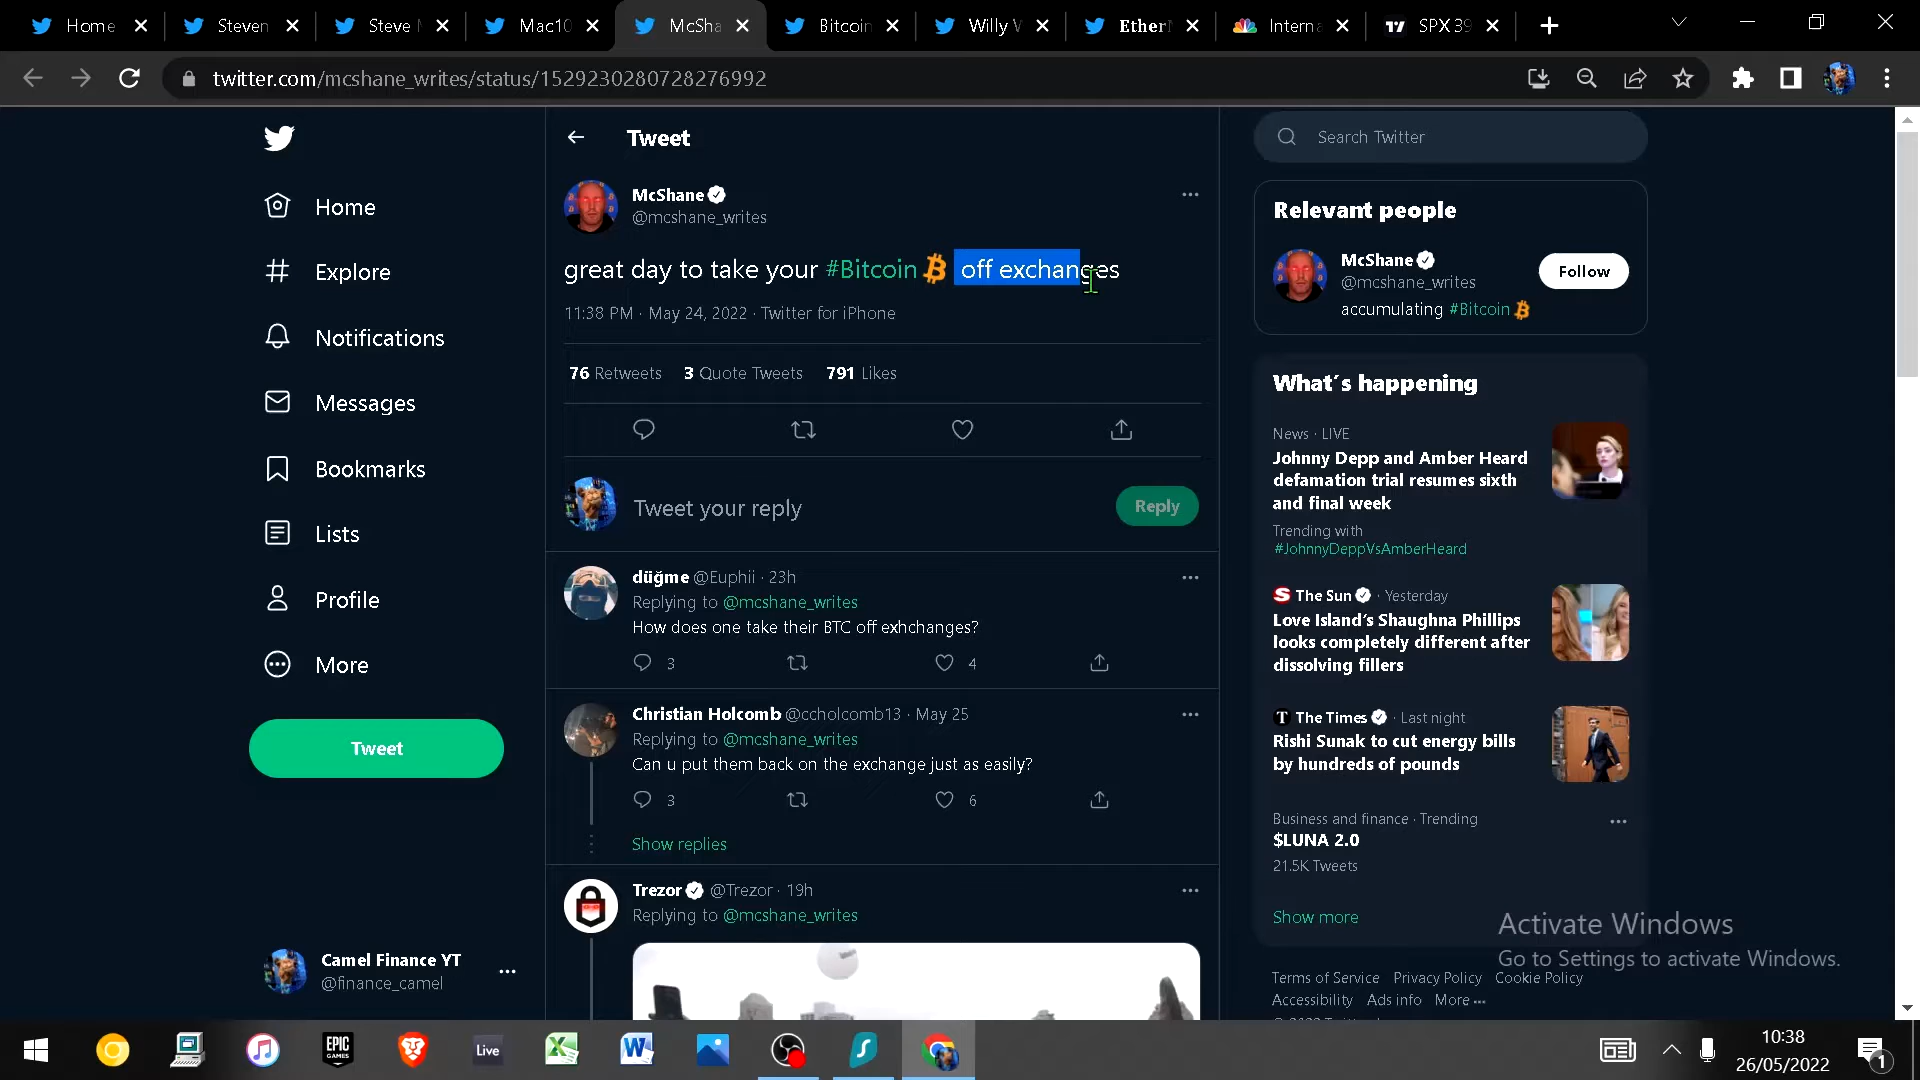 Home
Steven
Steve
Mac10
McSha
Bitcoin
Willy
Ether
Intern
SPX 39
twitter.com/mcshane_writes/status/1529230280728276992
Home
Explore
Notifications
Messages
Bookmarks
Lists
Profile
More
Tweet
Camel Finance YT
@finance_camel
Tweet
McShane
@mcshane_writes
great day to take your #Bitcoin off exchanges
11:38 PM · May 24, 2022 · Twitter for iPhone
76 Retweets 3 Quote Tweets 791 Likes
Tweet your reply
Reply
düğme @Euphii · 23h
Replying to @mcshane_writes
How does one take their BTC off exhchanges?
3 4
Christian Holcomb @ccholcomb13 · May 25
Replying to @mcshane_writes
Can u put them back on the exchange just as easily?
3 6
Show replies
Trezor @Trezor · 19h
Replying to @mcshane_writes
Search Twitter
Relevant people
McShane
@mcshane_writes
Follow
accumulating #Bitcoin
What's happening
News · LIVE
Johnny Depp and Amber Heard
defamation trial resumes sixth
and final week
Trending with
#JohnnyDeppVsAmberHeard
The Sun · Yesterday
Love Island's Shaughna Phillips
looks completely different after
dissolving fillers
The Times · Last night
Rishi Sunak to cut energy bills
by hundreds of pounds
Business and finance · Trending
$LUNA 2.0
21.5K Tweets
Show more
Terms of Service Privacy Policy Cookie Policy
Accessibility Ads info More
Activate Windows
Go to Settings to activate Windows.
EPIC
GAMES
Live
10:38
26/05/2022
1